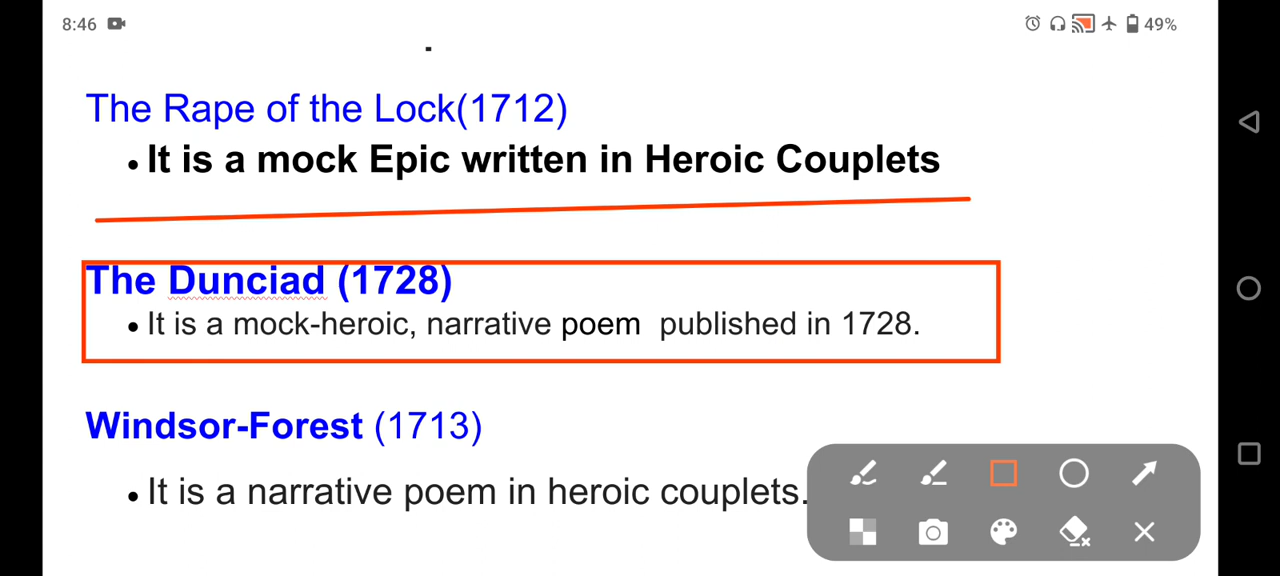 8:46
49%
The Rape of the Lock(1712)
• It is a mock Epic written in Heroic Couplets
The Dunciad (1728)
• It is a mock-heroic, narrative poem published in 1728.
Windsor-Forest (1713)
• It is a narrative poem in heroic couplets.